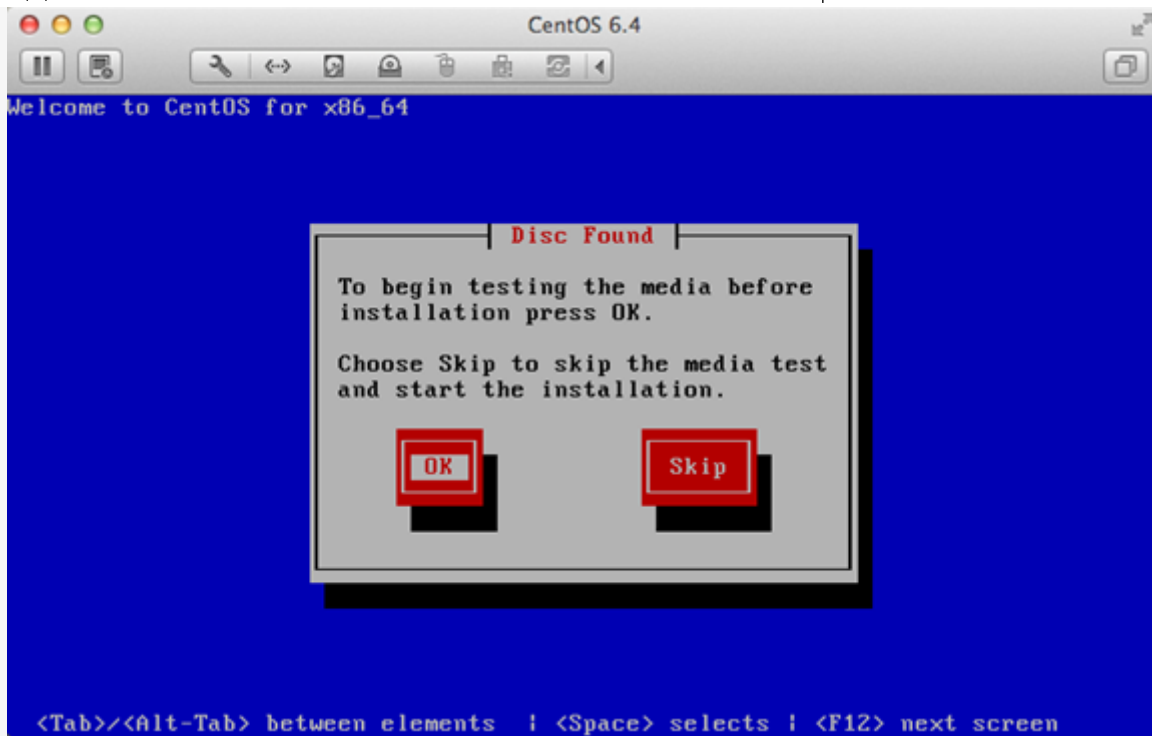 CentOS 6.4
Welcome to CentOS for x86_64
Disc Found
To begin testing the media before
installation press OK.
Choose Skip to skip the media test
and start the installation.
OK Skip
<Tab>/<Alt-Tab> between elements | <Space> selects | <F12> next screen